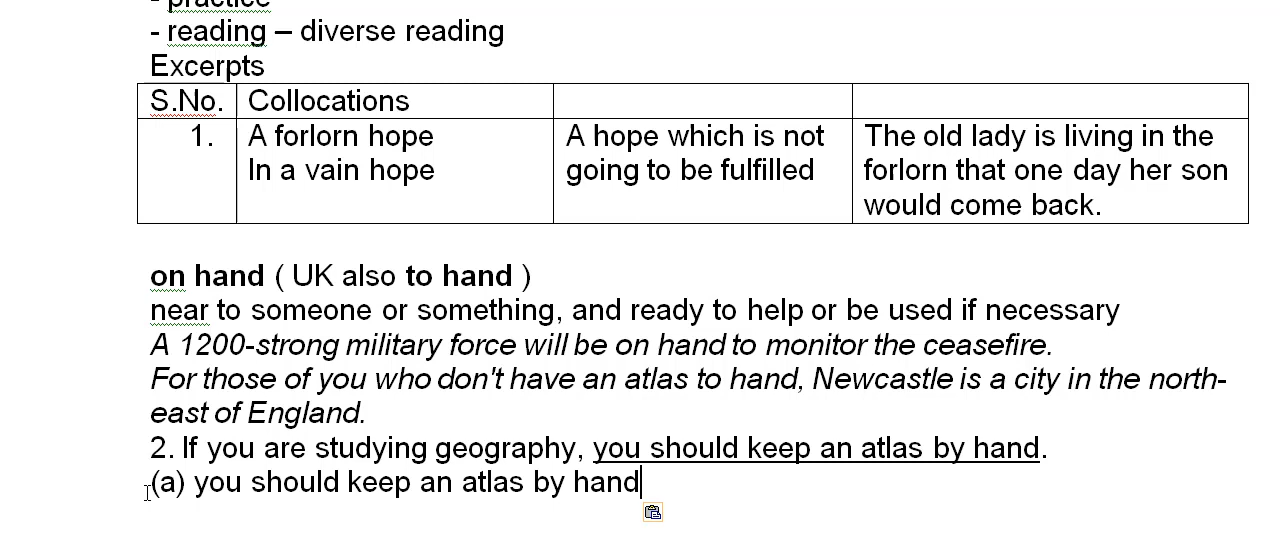 - practice
- reading – diverse reading
Excerpts
S.No. Collocations
1. A forlorn hope A hope which is not The old lady is living in the
In a vain hope going to be fulfilled forlorn that one day her son
would come back.
on hand ( UK also to hand )
near to someone or something, and ready to help or be used if necessary
A 1200-strong military force will be on hand to monitor the ceasefire.
For those of you who don't have an atlas to hand, Newcastle is a city in the north-
east of England.
2. If you are studying geography, you should keep an atlas by hand.
(a) you should keep an atlas by hand